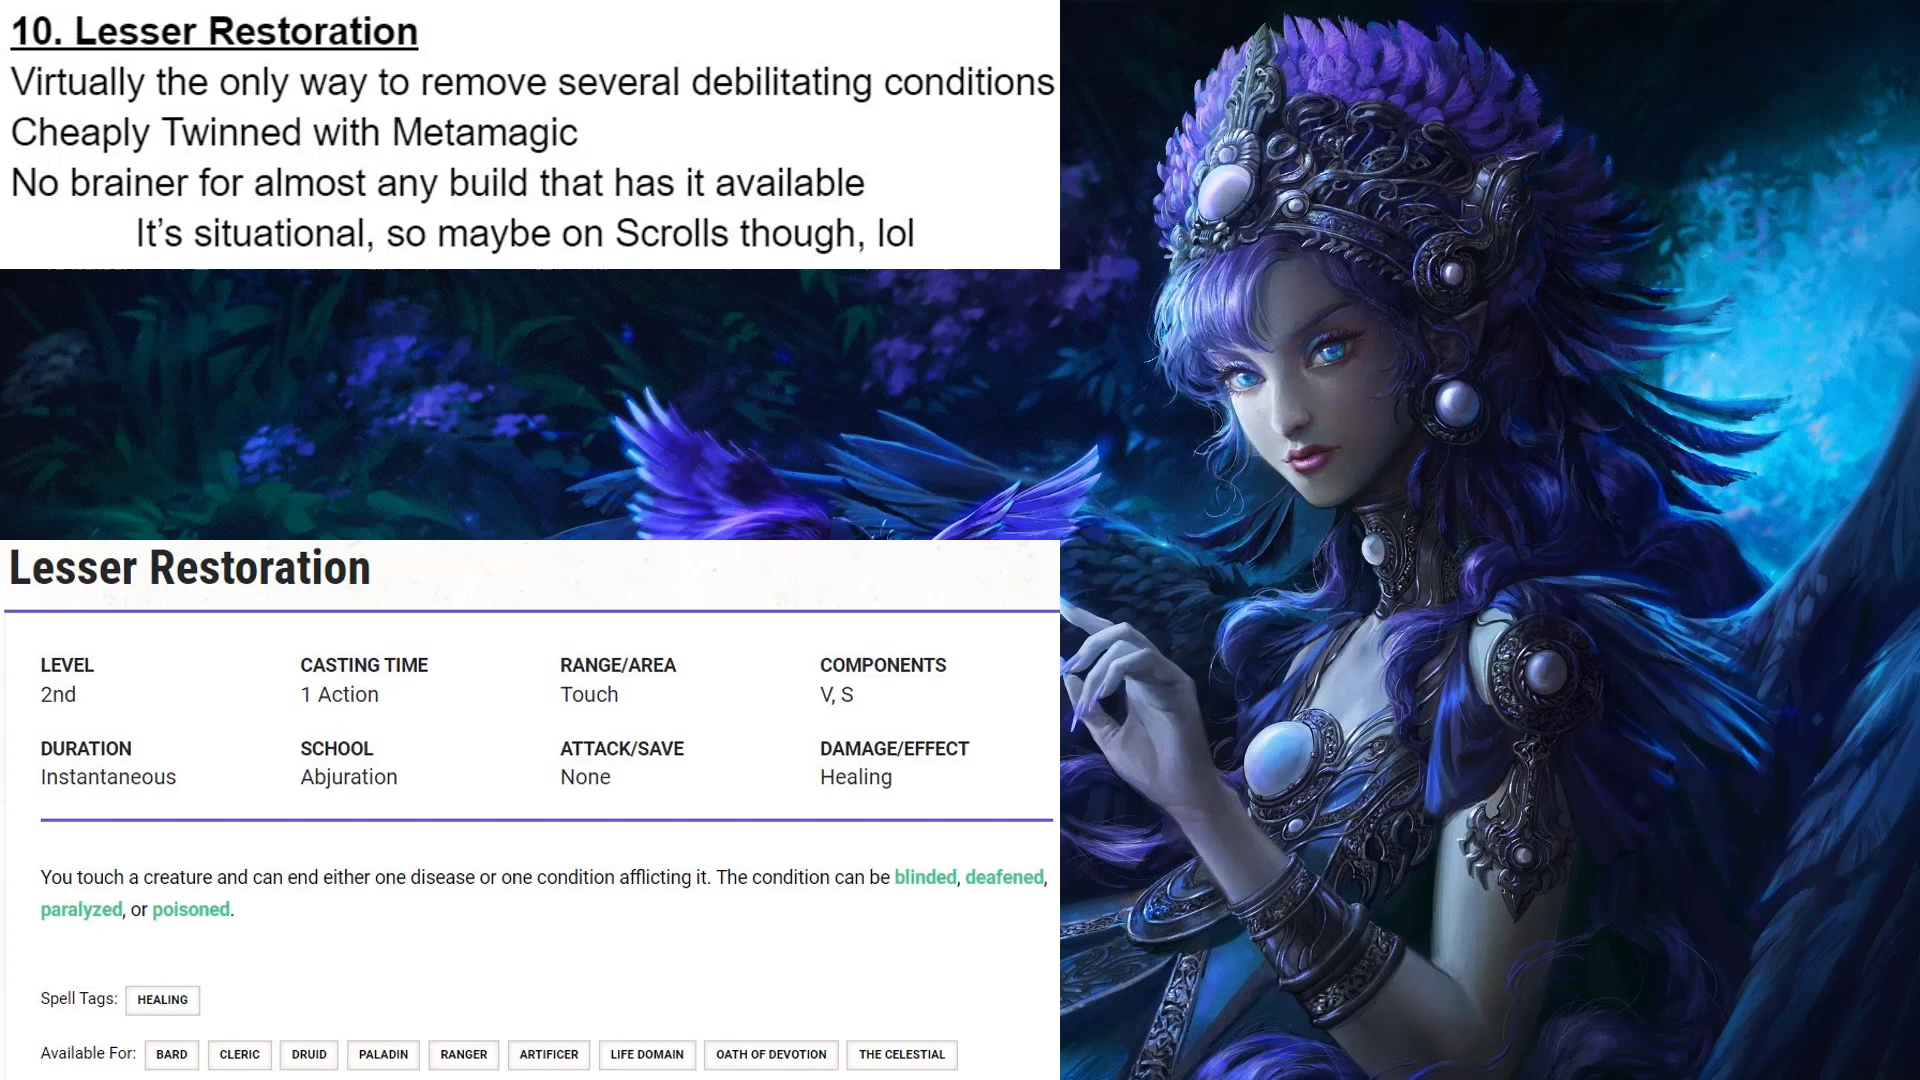 10. Lesser Restoration
Virtually the only way to remove several debilitating conditions
Cheaply Twinned with Metamagic
No brainer for almost any build that has it available
It’s situational, so maybe on Scrolls though, lol
Lesser Restoration
LEVEL CASTING TIME RANGE/AREA COMPONENTS
2nd 1 Action Touch V, S
DURATION SCHOOL ATTACK/SAVE DAMAGE/EFFECT
Instantaneous Abjuration None Healing
You touch a creature and can end either one disease or one condition afflicting it. The condition can be blinded, deafened,
paralyzed, or poisoned.
Spell Tags: HEALING
Available For: BARD CLERIC DRUID PALADIN RANGER ARTIFICER LIFE DOMAIN OATH OF DEVOTION THE CELESTIAL